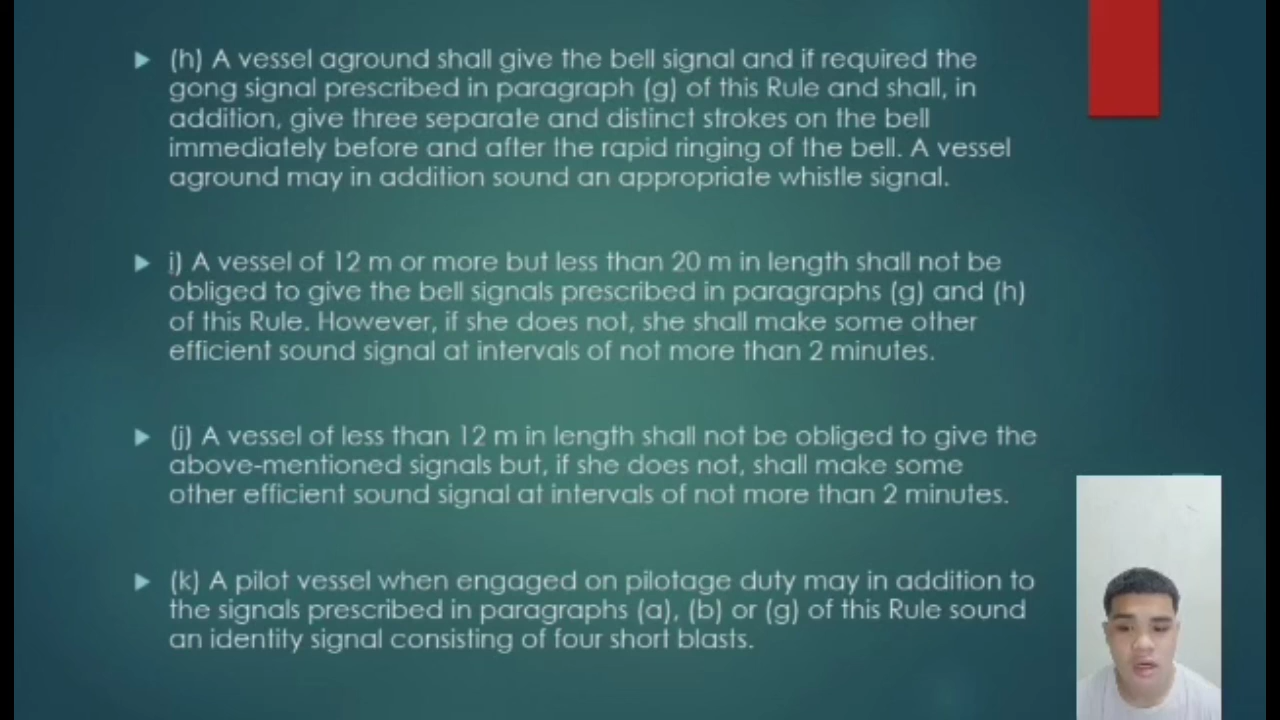 (h) A vessel aground shall give the bell signal and if required the
gong signal prescribed in paragraph (g) of this Rule and shall, in
addition, give three separate and distinct strokes on the bell
immediately before and after the rapid ringing of the bell. A vessel
aground may in addition sound an appropriate whistle signal.
i) A vessel of 12 m or more but less than 20 m in length shall not be
obliged to give the bell signals prescribed in paragraphs (g) and (h)
of this Rule. However, if she does not, she shall make some other
efficient sound signal at intervals of not more than 2 minutes.
(j) A vessel of less than 12 m in length shall not be obliged to give the
above-mentioned signals but, if she does not, shall make some
other efficient sound signal at intervals of not more than 2 minutes.
(k) A pilot vessel when engaged on pilotage duty may in addition to
the signals prescribed in paragraphs (a), (b) or (g) of this Rule sound
an identity signal consisting of four short blasts.